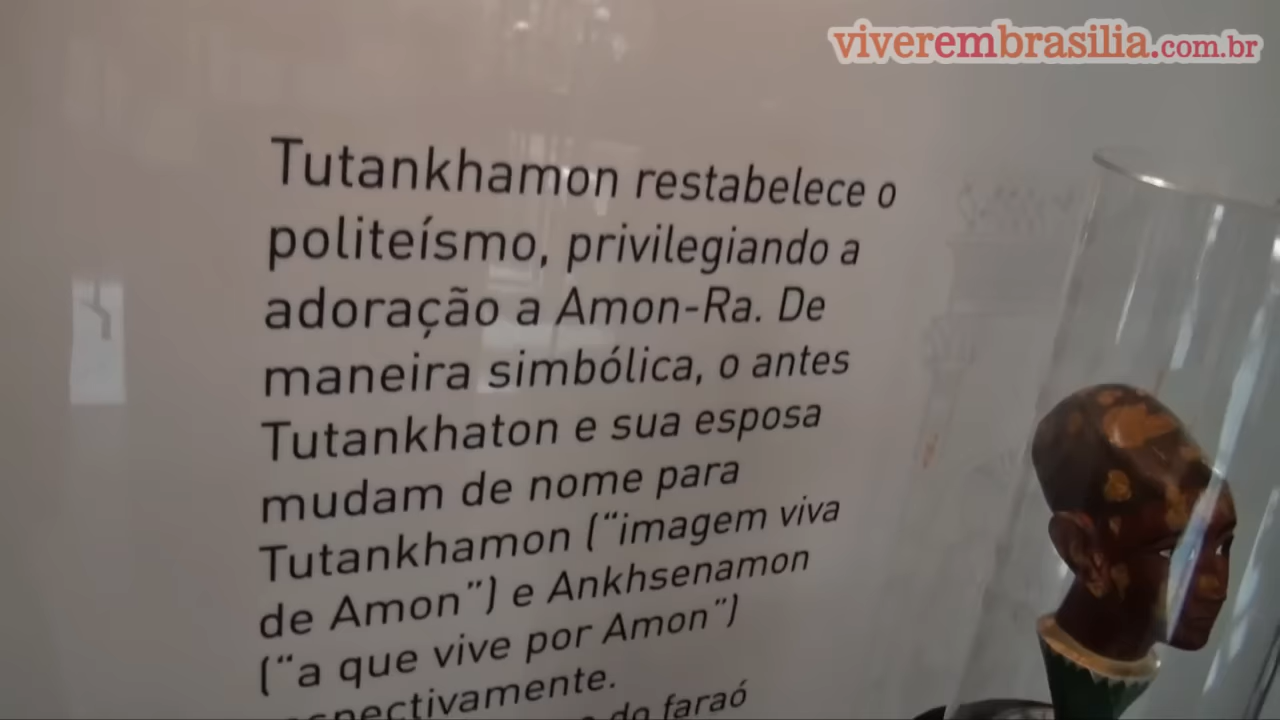 viverembrasilia.com.br
Tutankhamon restabelece o
politeísmo, privilegiando a
adoração a Amon-Ra. De
maneira simbólica, o antes
Tutankhaton e sua esposa
mudam de nome para
Tutankhamon (“imagem viva
de Amon”) e Ankhsenamon
(“a que vive por Amon”)
spectivamente.
do faraó